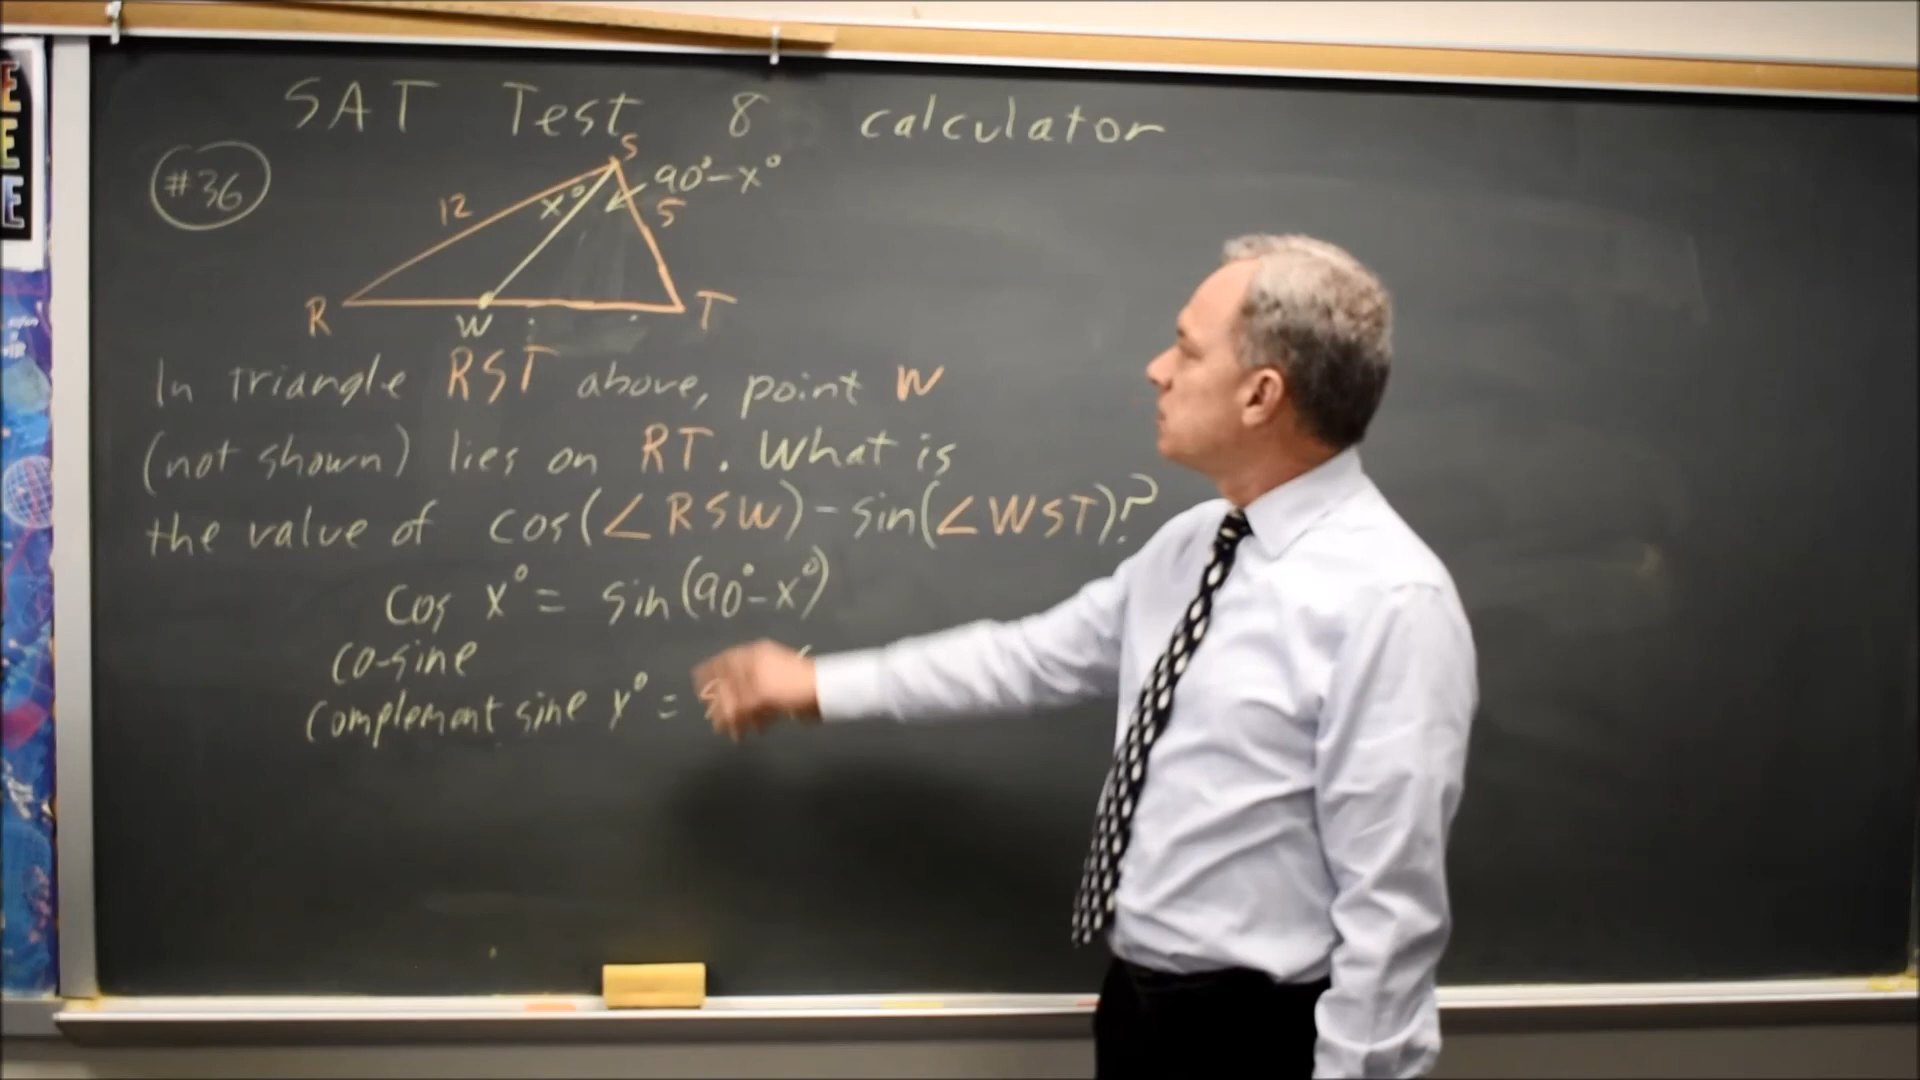 SAT Test 8 calculator
#36
S
90°-x°
12
x°
5
R
W
T
In triangle RST above, point W
(not shown) lies on RT. What is
the value of cos(∠RSW)-sin(∠WST)?
cos x° = sin(90°-x°)
co-sine
complement sine x° =